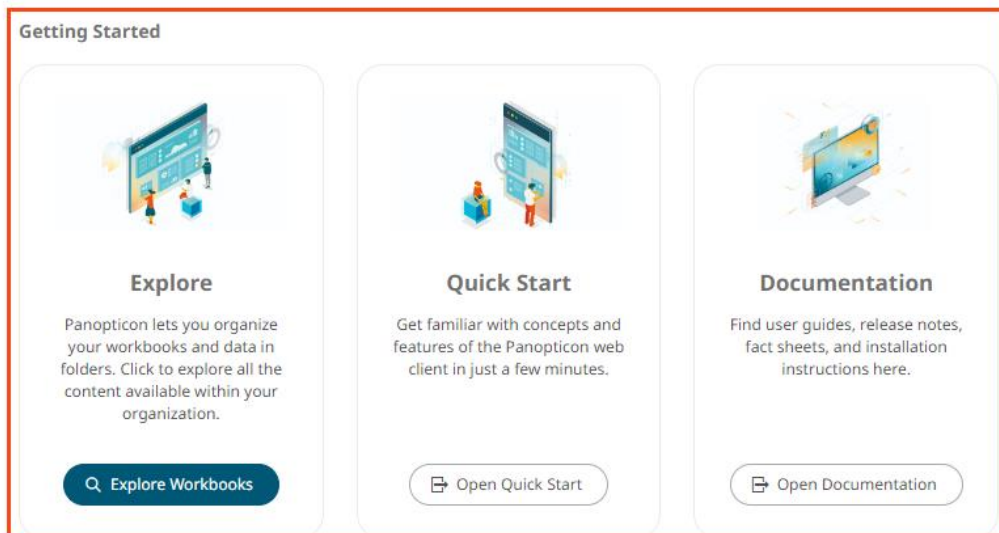 Getting Started
Explore
Panopticon lets you organize
your workbooks and data in
folders. Click to explore all the
content available within your
organization.
Explore Workbooks
Quick Start
Get familiar with concepts and
features of the Panopticon web
client in just a few minutes.
Open Quick Start
Documentation
Find user guides, release notes,
fact sheets, and installation
instructions here.
Open Documentation